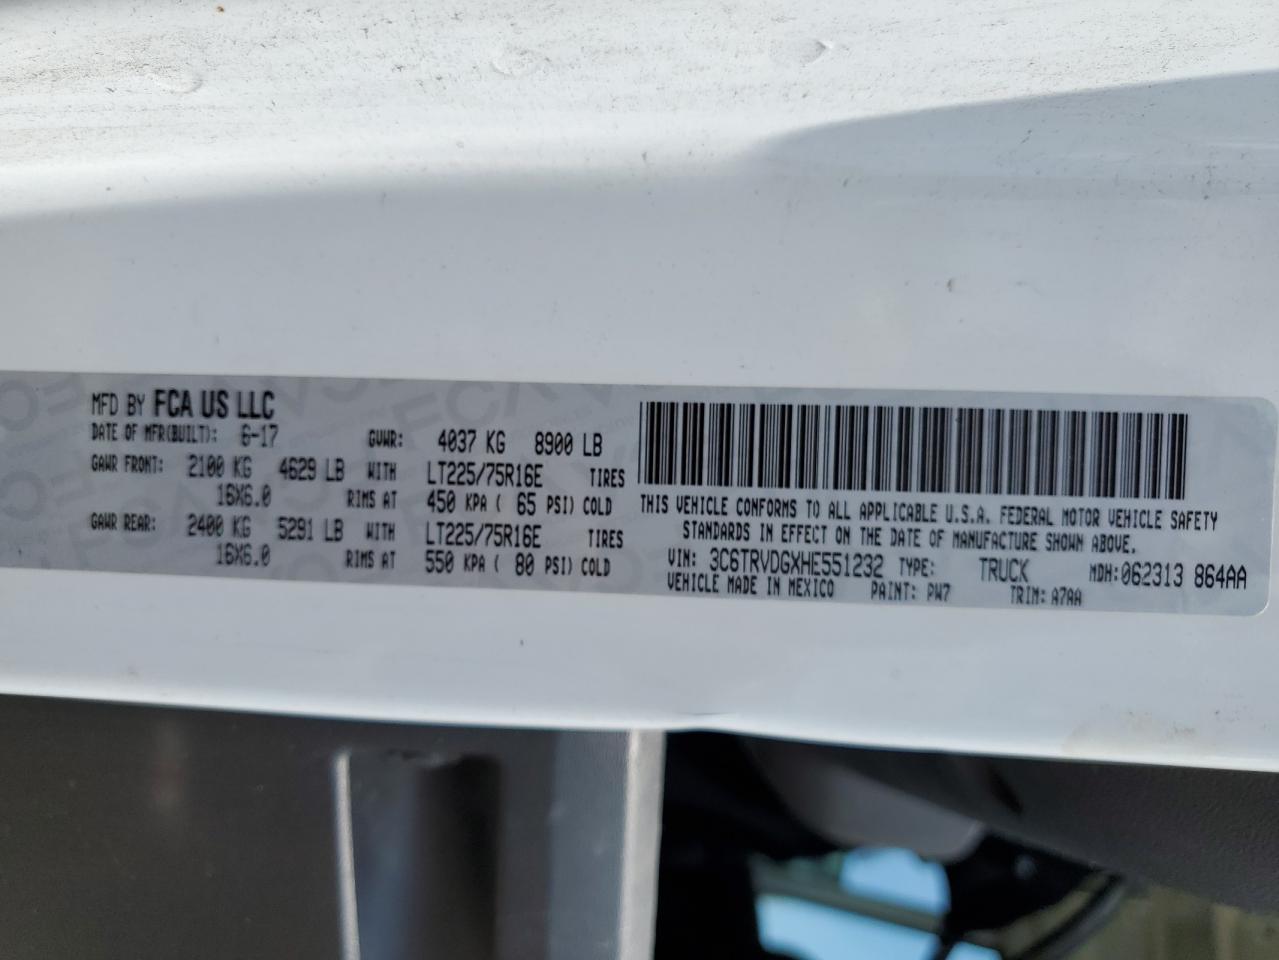 MFD BY FCA US LLC
DATE OF MFR(BUILT): 6-17 GVWR: 4037 KG 8900 LB
GAWR FRONT: 2100 KG 4629 LB WITH LT225/75R16E TIRES
16X6.0 RIMS AT 450 KPA ( 65 PSI) COLD
GAWR REAR: 2400 KG 5291 LB WITH LT225/75R16E TIRES
16X6.0 RIMS AT 550 KPA ( 80 PSI) COLD
THIS VEHICLE CONFORMS TO ALL APPLICABLE U.S.A. FEDERAL MOTOR VEHICLE SAFETY
STANDARDS IN EFFECT ON THE DATE OF MANUFACTURE SHOWN ABOVE.
VIN: 3C6TRVDGXHE551232 TYPE: TRUCK MDH:062313 864AA
VEHICLE MADE IN MEXICO PAINT: PW7 TRIM: A7AA